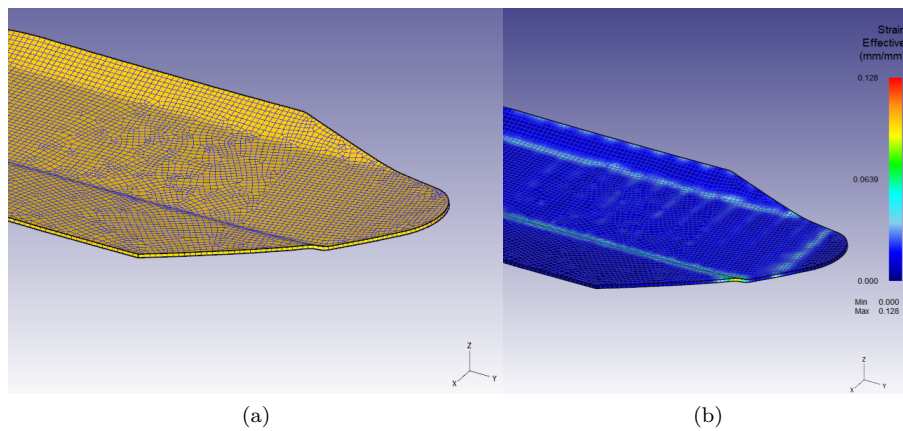 Strain
Effective
(mm/mm)
0.128
0.0639
0.000
Min 0.000
Max 0.128
Z
X Y
Z
X Y
(a) (b)